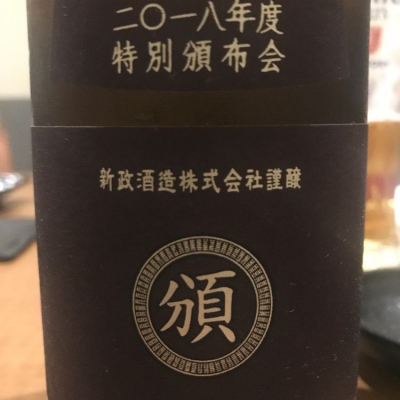 二〇一八年度
特別頒布会
新政酒造株式会社謹醸
頒